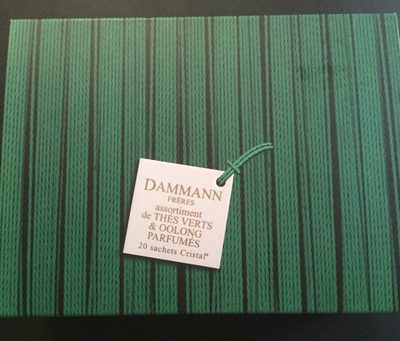 DAMMANN
FRÈRES
assortiment
de THÉS VERTS
& OOLONG
PARFUMÉS
20 sachets Cristal®